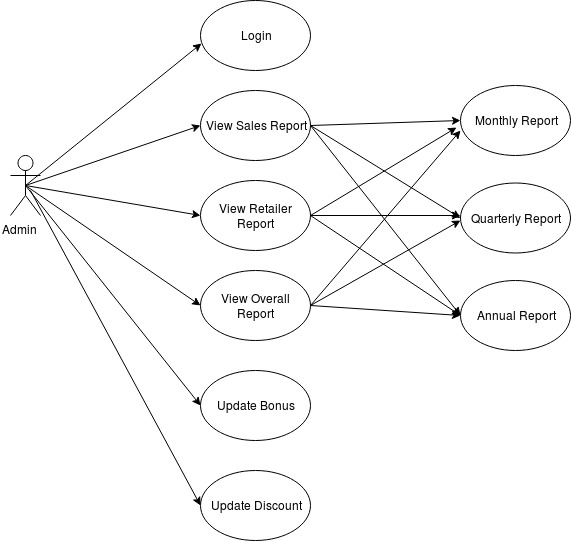 Login
View Sales Report
Monthly Report
Admin
View Retailer
Report
Quarterly Report
View Overall
Report
Annual Report
Update Bonus
Update Discount